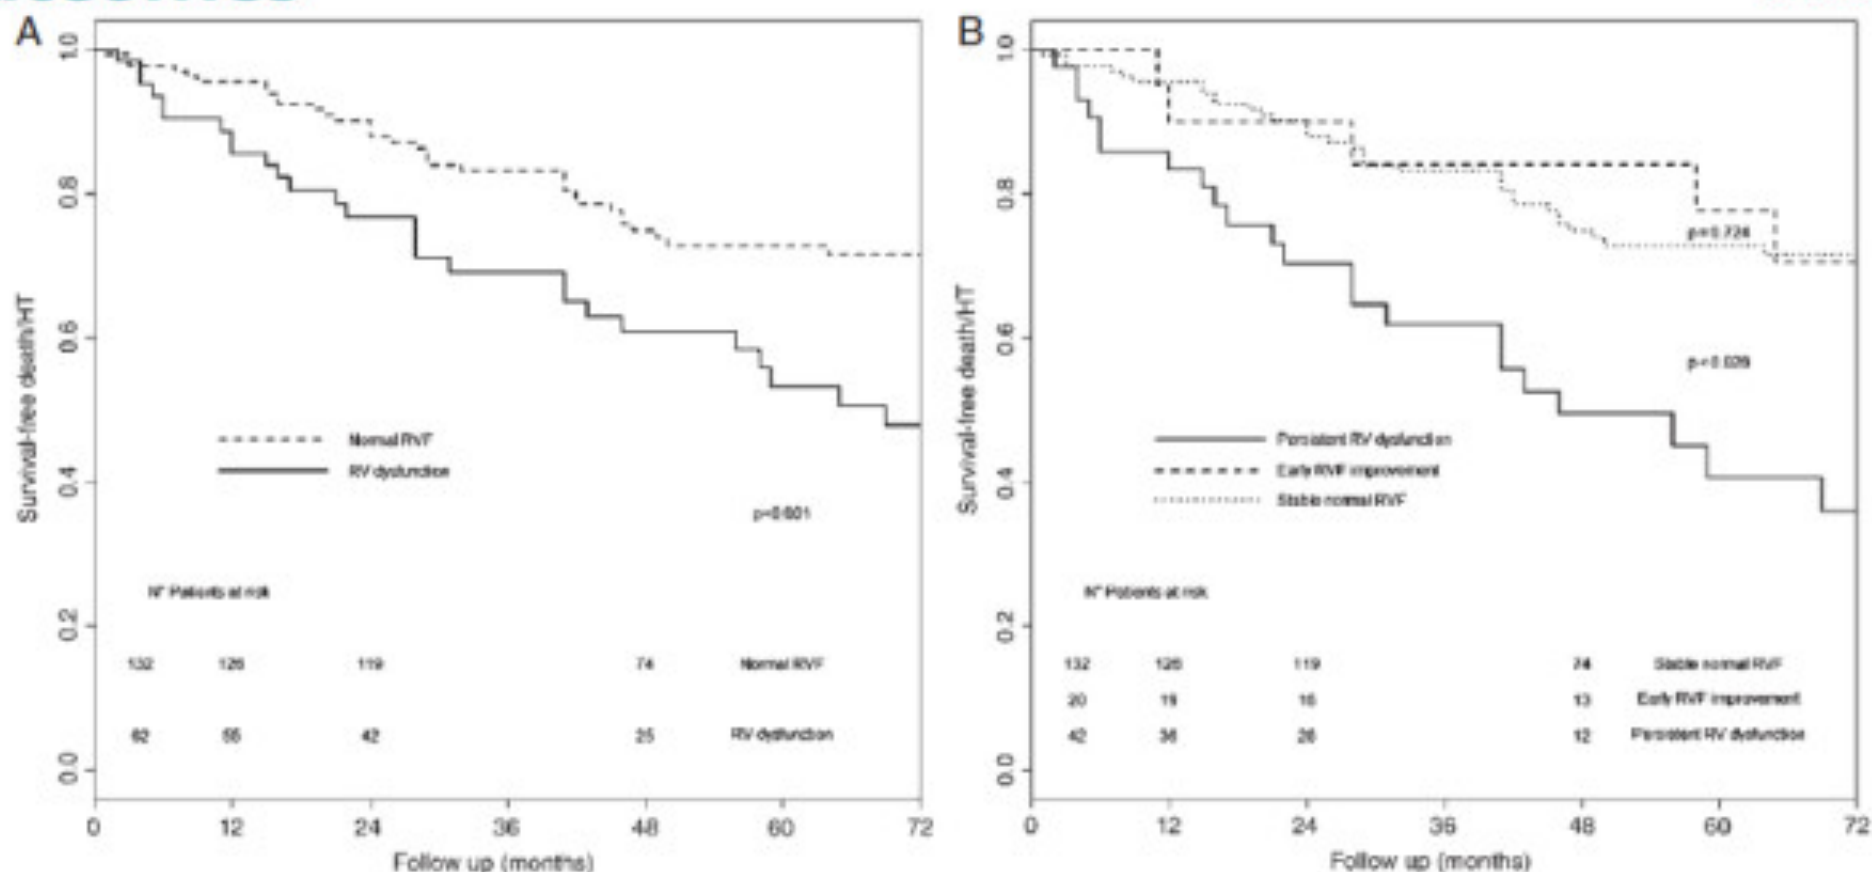 A
Survival-free death/HT
1.0
0.8
0.6
0.4
0.2
0.0
Normal RVF
RV dysfunction
N° Patients at risk
132 126 119 74 Normal RVF
62 55 42 25 RV dysfunction
0 12 24 36 48 60 72
Follow up (months)
B
Survival-free death/HT
1.0
0.8
0.6
0.4
0.2
0.0
p=0.724
Persistent RV dysfunction
Early RVF improvement
Stable normal RVF
N° Patients at risk
132 126 119 74 Stable normal RVF
20 19 16 13 Early RVF improvement
42 36 26 12 Persistent RV dysfunction
0 12 24 36 48 60 72
Follow up (months)